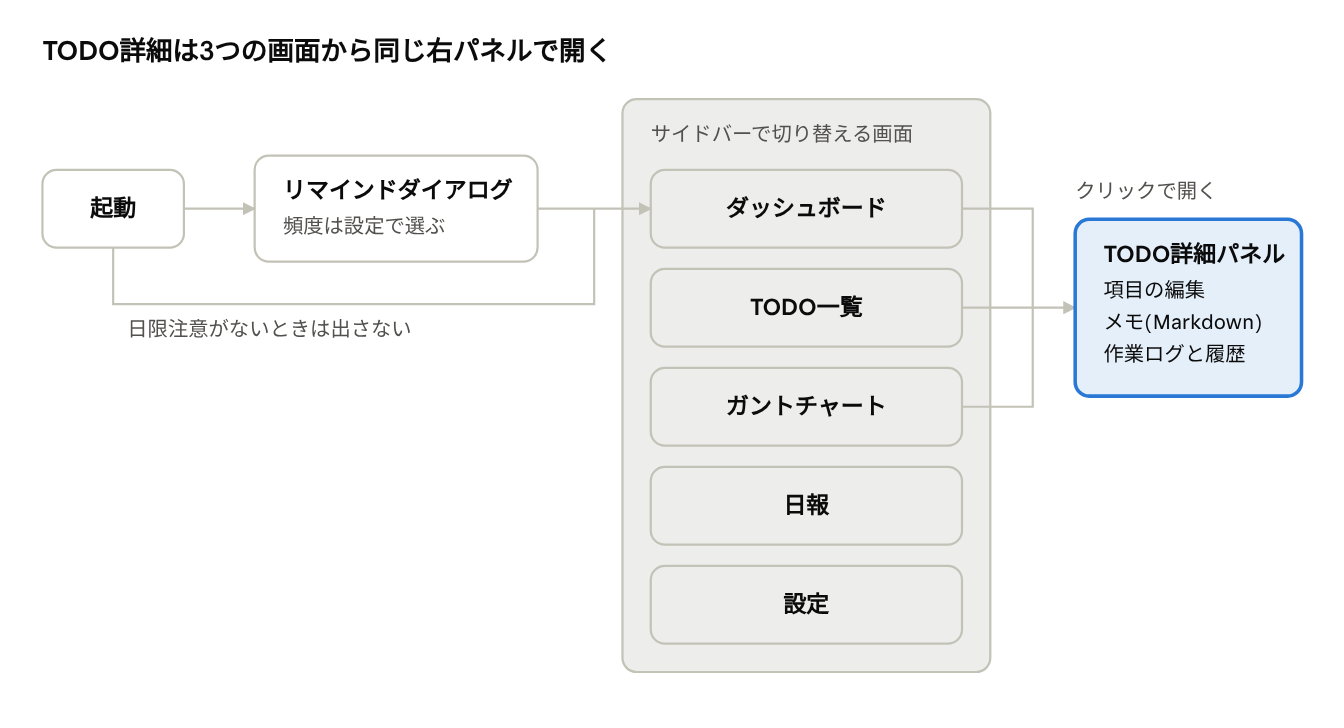 TODO詳細は3つの画面から同じ右パネルで開く
起動
リマインドダイアログ
頻度は設定で選ぶ
日限注意がないときは出さない
サイドバーで切り替える画面
ダッシュボード
TODO一覧
ガントチャート
日報
設定
クリックで開く
TODO詳細パネル
項目の編集
メモ(Markdown)
作業ログと履歴